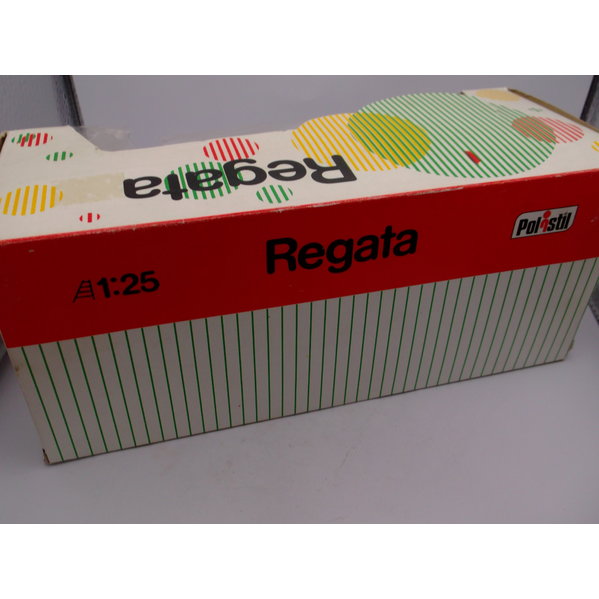 Regata
Regata
Polistil
1:25